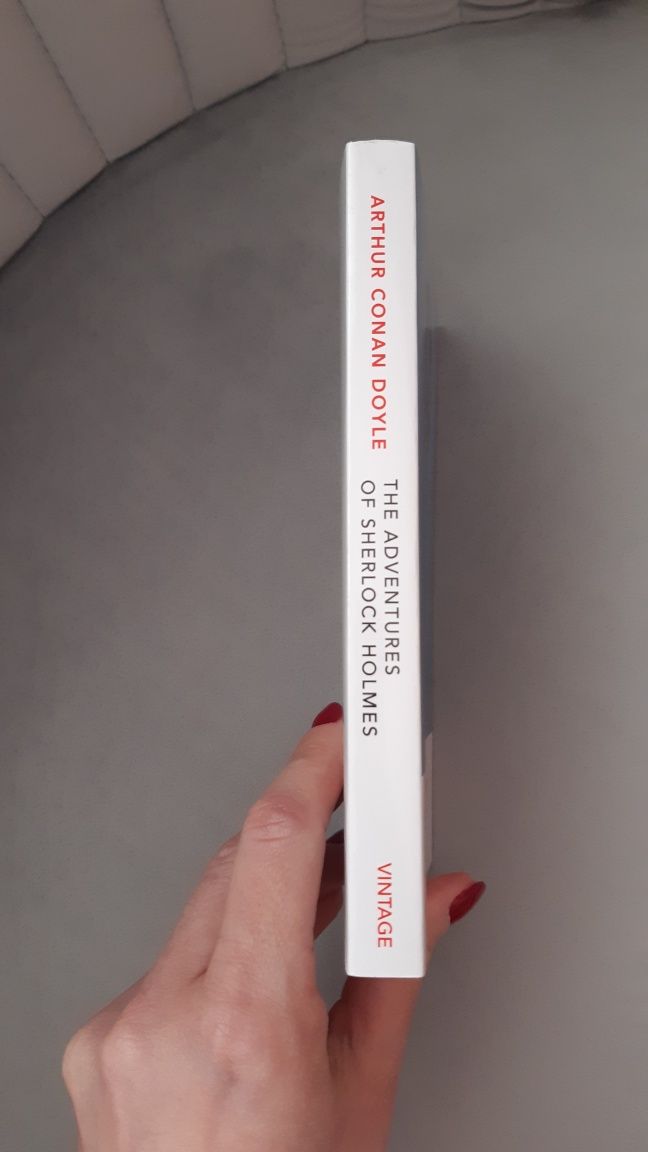 ARTHUR CONAN DOYLE
THE ADVENTURES
OF SHERLOCK HOLMES
VINTAGE